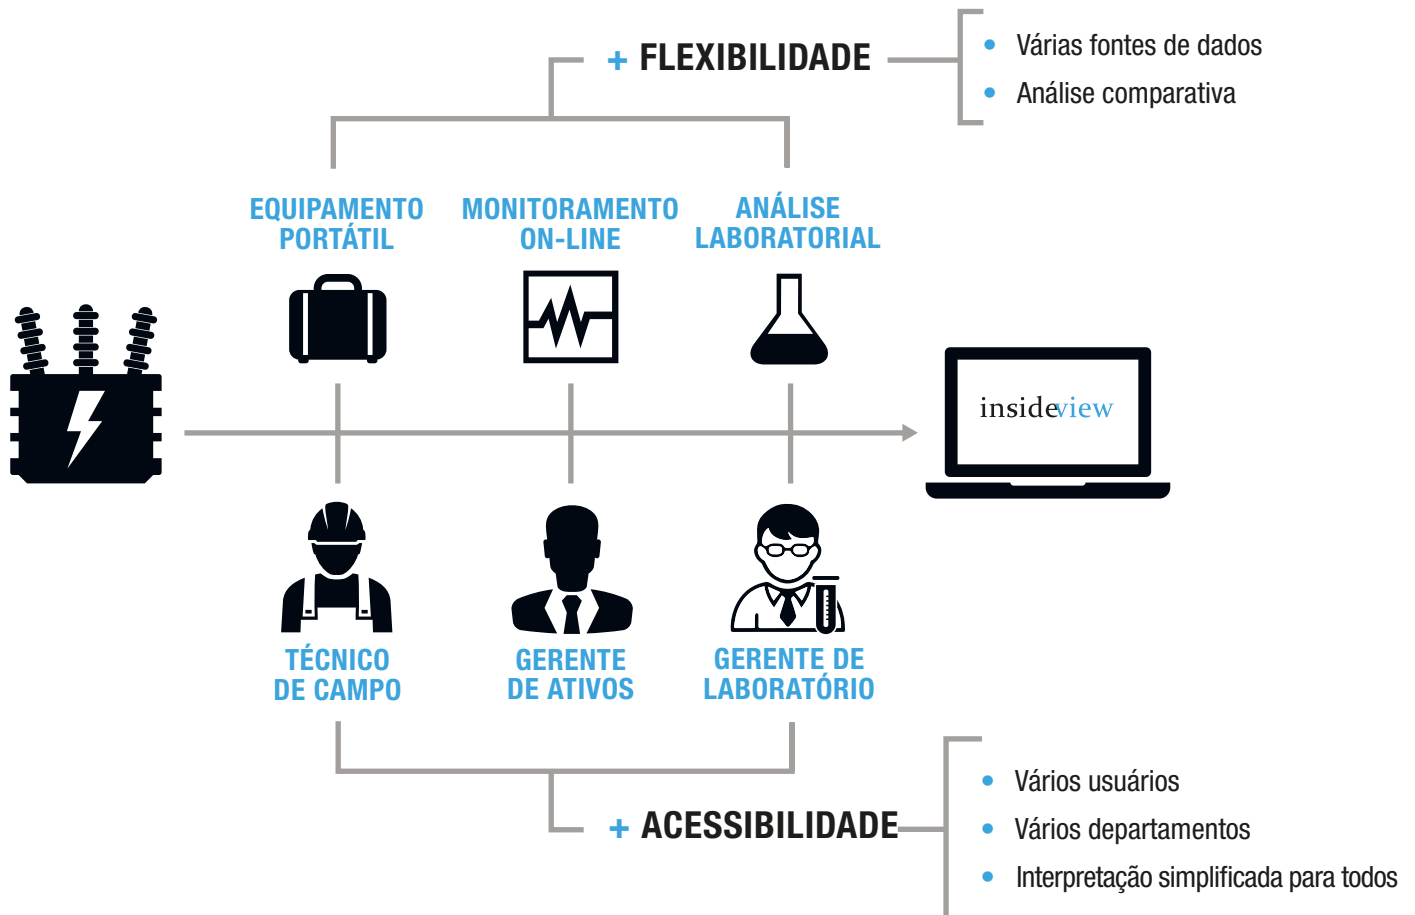 + FLEXIBILIDADE
• Várias fontes de dados
• Análise comparativa
EQUIPAMENTO
PORTÁTIL
MONITORAMENTO
ON-LINE
ANÁLISE
LABORATORIAL
insideview
TÉCNICO
DE CAMPO
GERENTE
DE ATIVOS
GERENTE DE
LABORATÓRIO
+ ACESSIBILIDADE
• Vários usuários
• Vários departamentos
• Interpretação simplificada para todos